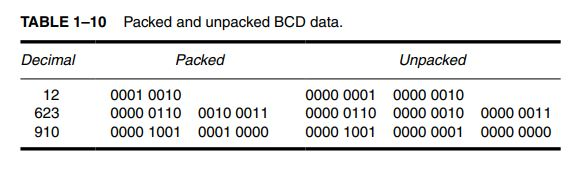 TABLE 1–10 Packed and unpacked BCD data.
Decimal Packed Unpacked
12 0001 0010 0000 0001 0000 0010
623 0000 0110 0010 0011 0000 0110 0000 0010 0000 0011
910 0000 1001 0001 0000 0000 1001 0000 0001 0000 0000